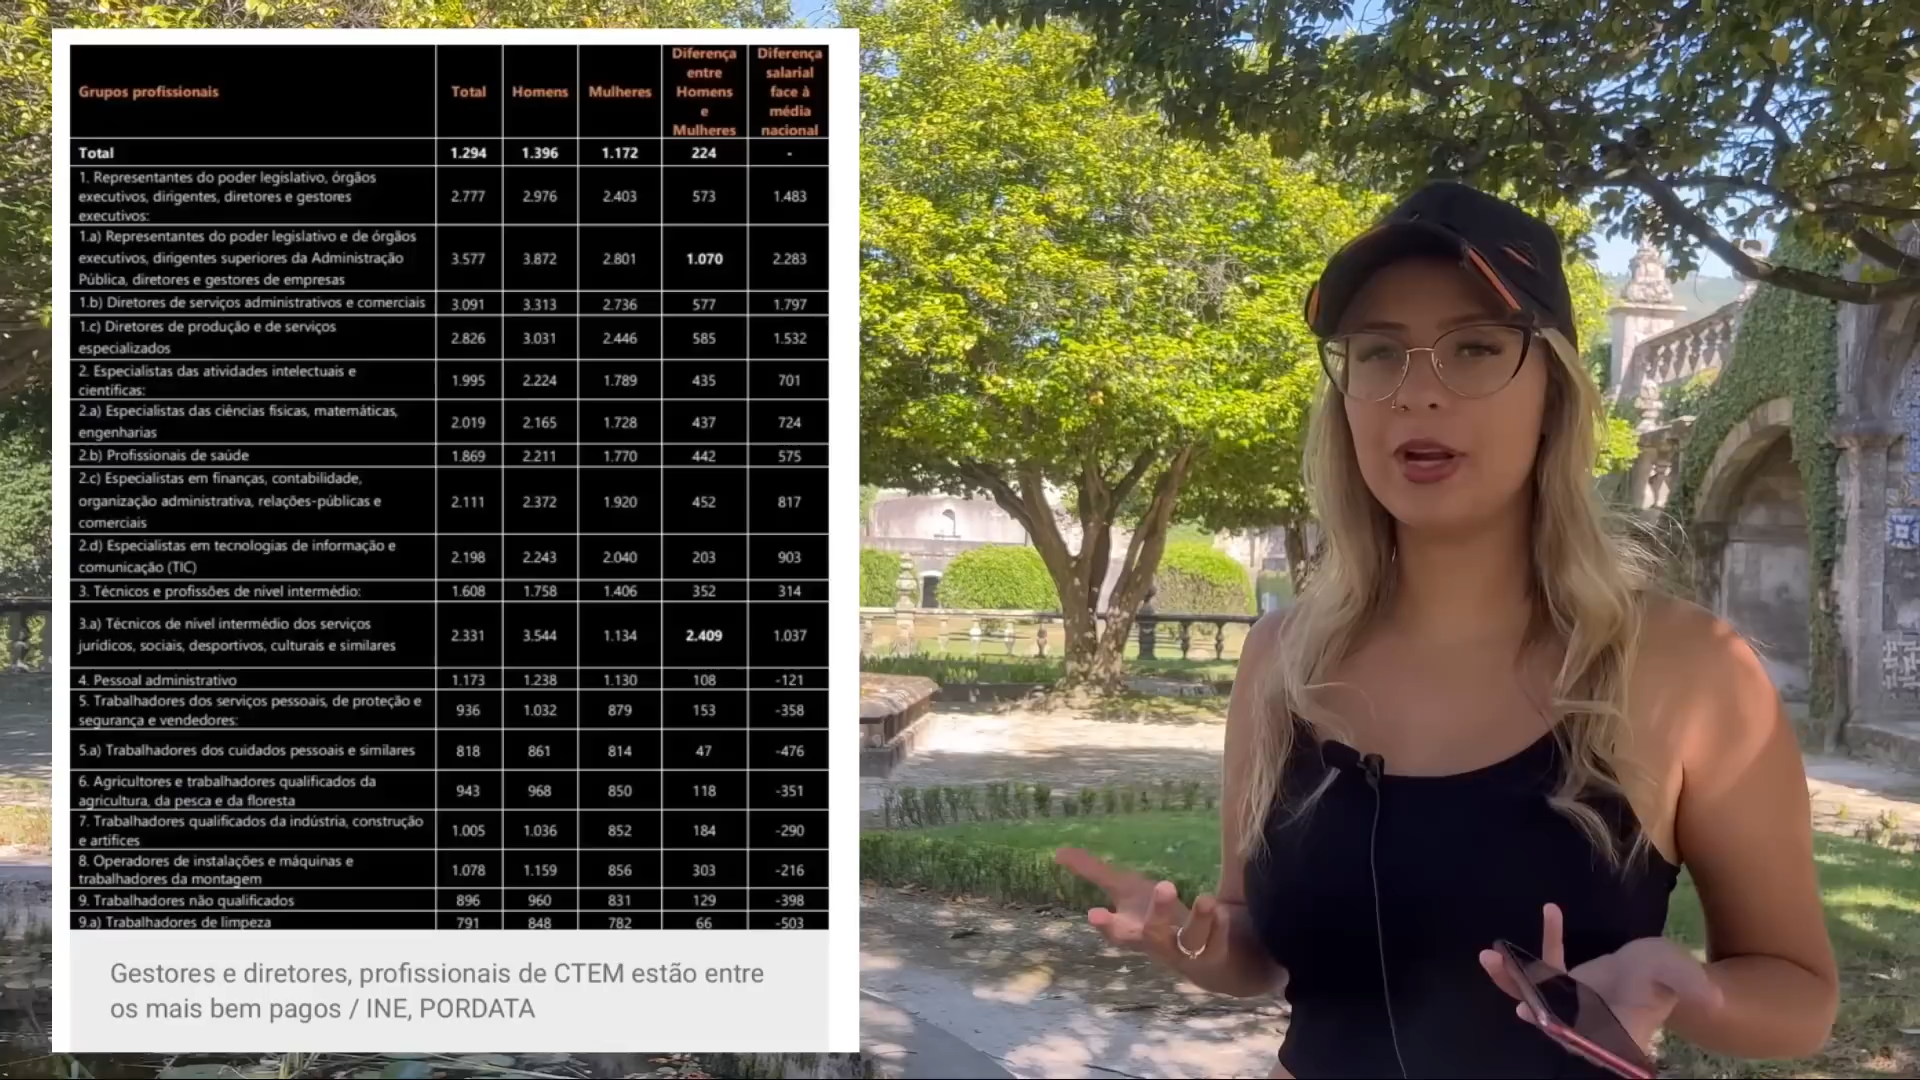 Grupos profissionais Total Homens Mulheres Diferença entre Homens e Mulheres Diferença salarial face à média nacional
Total 1.294 1.396 1.172 224 -
1. Representantes do poder legislativo, órgãos
executivos, dirigentes, diretores e gestores
executivos: 2.777 2.976 2.403 573 1.483
1.a) Representantes do poder legislativo e de órgãos
executivos, dirigentes superiores da Administração
Pública, diretores e gestores de empresas 3.577 3.872 2.801 1.070 2.283
1.b) Diretores de serviços administrativos e comerciais 3.091 3.313 2.736 577 1.797
1.c) Diretores de produção e de serviços
especializados 2.826 3.031 2.446 585 1.532
2. Especialistas das atividades intelectuais e
científicas: 1.995 2.224 1.789 435 701
2.a) Especialistas das ciências físicas, matemáticas,
engenharias 2.019 2.165 1.728 437 724
2.b) Profissionais de saúde 1.869 2.211 1.770 442 575
2.c) Especialistas em finanças, contabilidade,
organização administrativa, relações-públicas e
comerciais 2.111 2.372 1.920 452 817
2.d) Especialistas em tecnologias de informação e
comunicação (TIC) 2.198 2.243 2.040 203 903
3. Técnicos e profissões de nível intermédio: 1.608 1.758 1.406 352 314
3.a) Técnicos de nível intermédio dos serviços
jurídicos, sociais, desportivos, culturais e similares 2.331 3.544 1.134 2.409 1.037
4. Pessoal administrativo 1.173 1.238 1.130 108 -121
5. Trabalhadores dos serviços pessoais, de proteção e
segurança e vendedores: 936 1.032 879 153 -358
5.a) Trabalhadores dos cuidados pessoais e similares 818 861 814 47 -476
6. Agricultores e trabalhadores qualificados da
agricultura, da pesca e da floresta 943 968 850 118 -351
7. Trabalhadores qualificados da indústria, construção
e artífices 1.005 1.036 852 184 -290
8. Operadores de instalações e máquinas e
trabalhadores da montagem 1.078 1.159 856 303 -216
9. Trabalhadores não qualificados 896 960 831 129 -398
9.a) Trabalhadores de limpeza 791 848 782 66 -503
Gestores e diretores, profissionais de CTEM estão entre
os mais bem pagos / INE, PORDATA